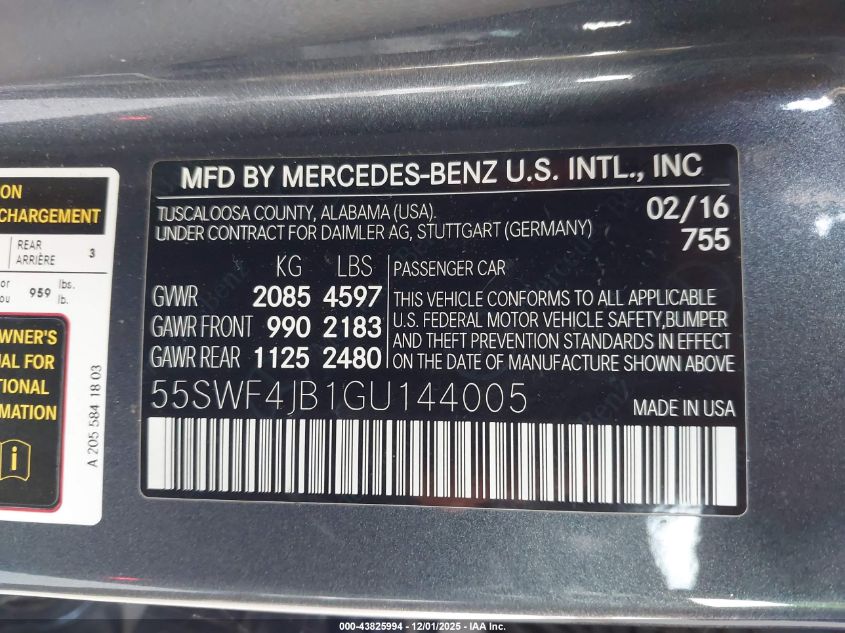 ON
CHARGEMENT
REAR
ARRIÈRE 3
or
ou 959 lbs.
lb.
WNER'S
AL FOR
TIONAL
MATION
A 205 584 18 03
MFD BY MERCEDES-BENZ U.S. INTL., INC
TUSCALOOSA COUNTY, ALABAMA (USA). 02/16
UNDER CONTRACT FOR DAIMLER AG, STUTTGART (GERMANY) 755
KG LBS PASSENGER CAR
GVWR 2085 4597 THIS VEHICLE CONFORMS TO ALL APPLICABLE
GAWR FRONT 990 2183 U.S. FEDERAL MOTOR VEHICLE SAFETY,BUMPER
AND THEFT PREVENTION STANDARDS IN EFFECT
GAWR REAR 1125 2480 ON THE DATE OF MANUFACTURE SHOWN ABOVE
55SWF4JB1GU144005 MADE IN USA
000-43825994 - 12/01/2025 - IAA Inc.